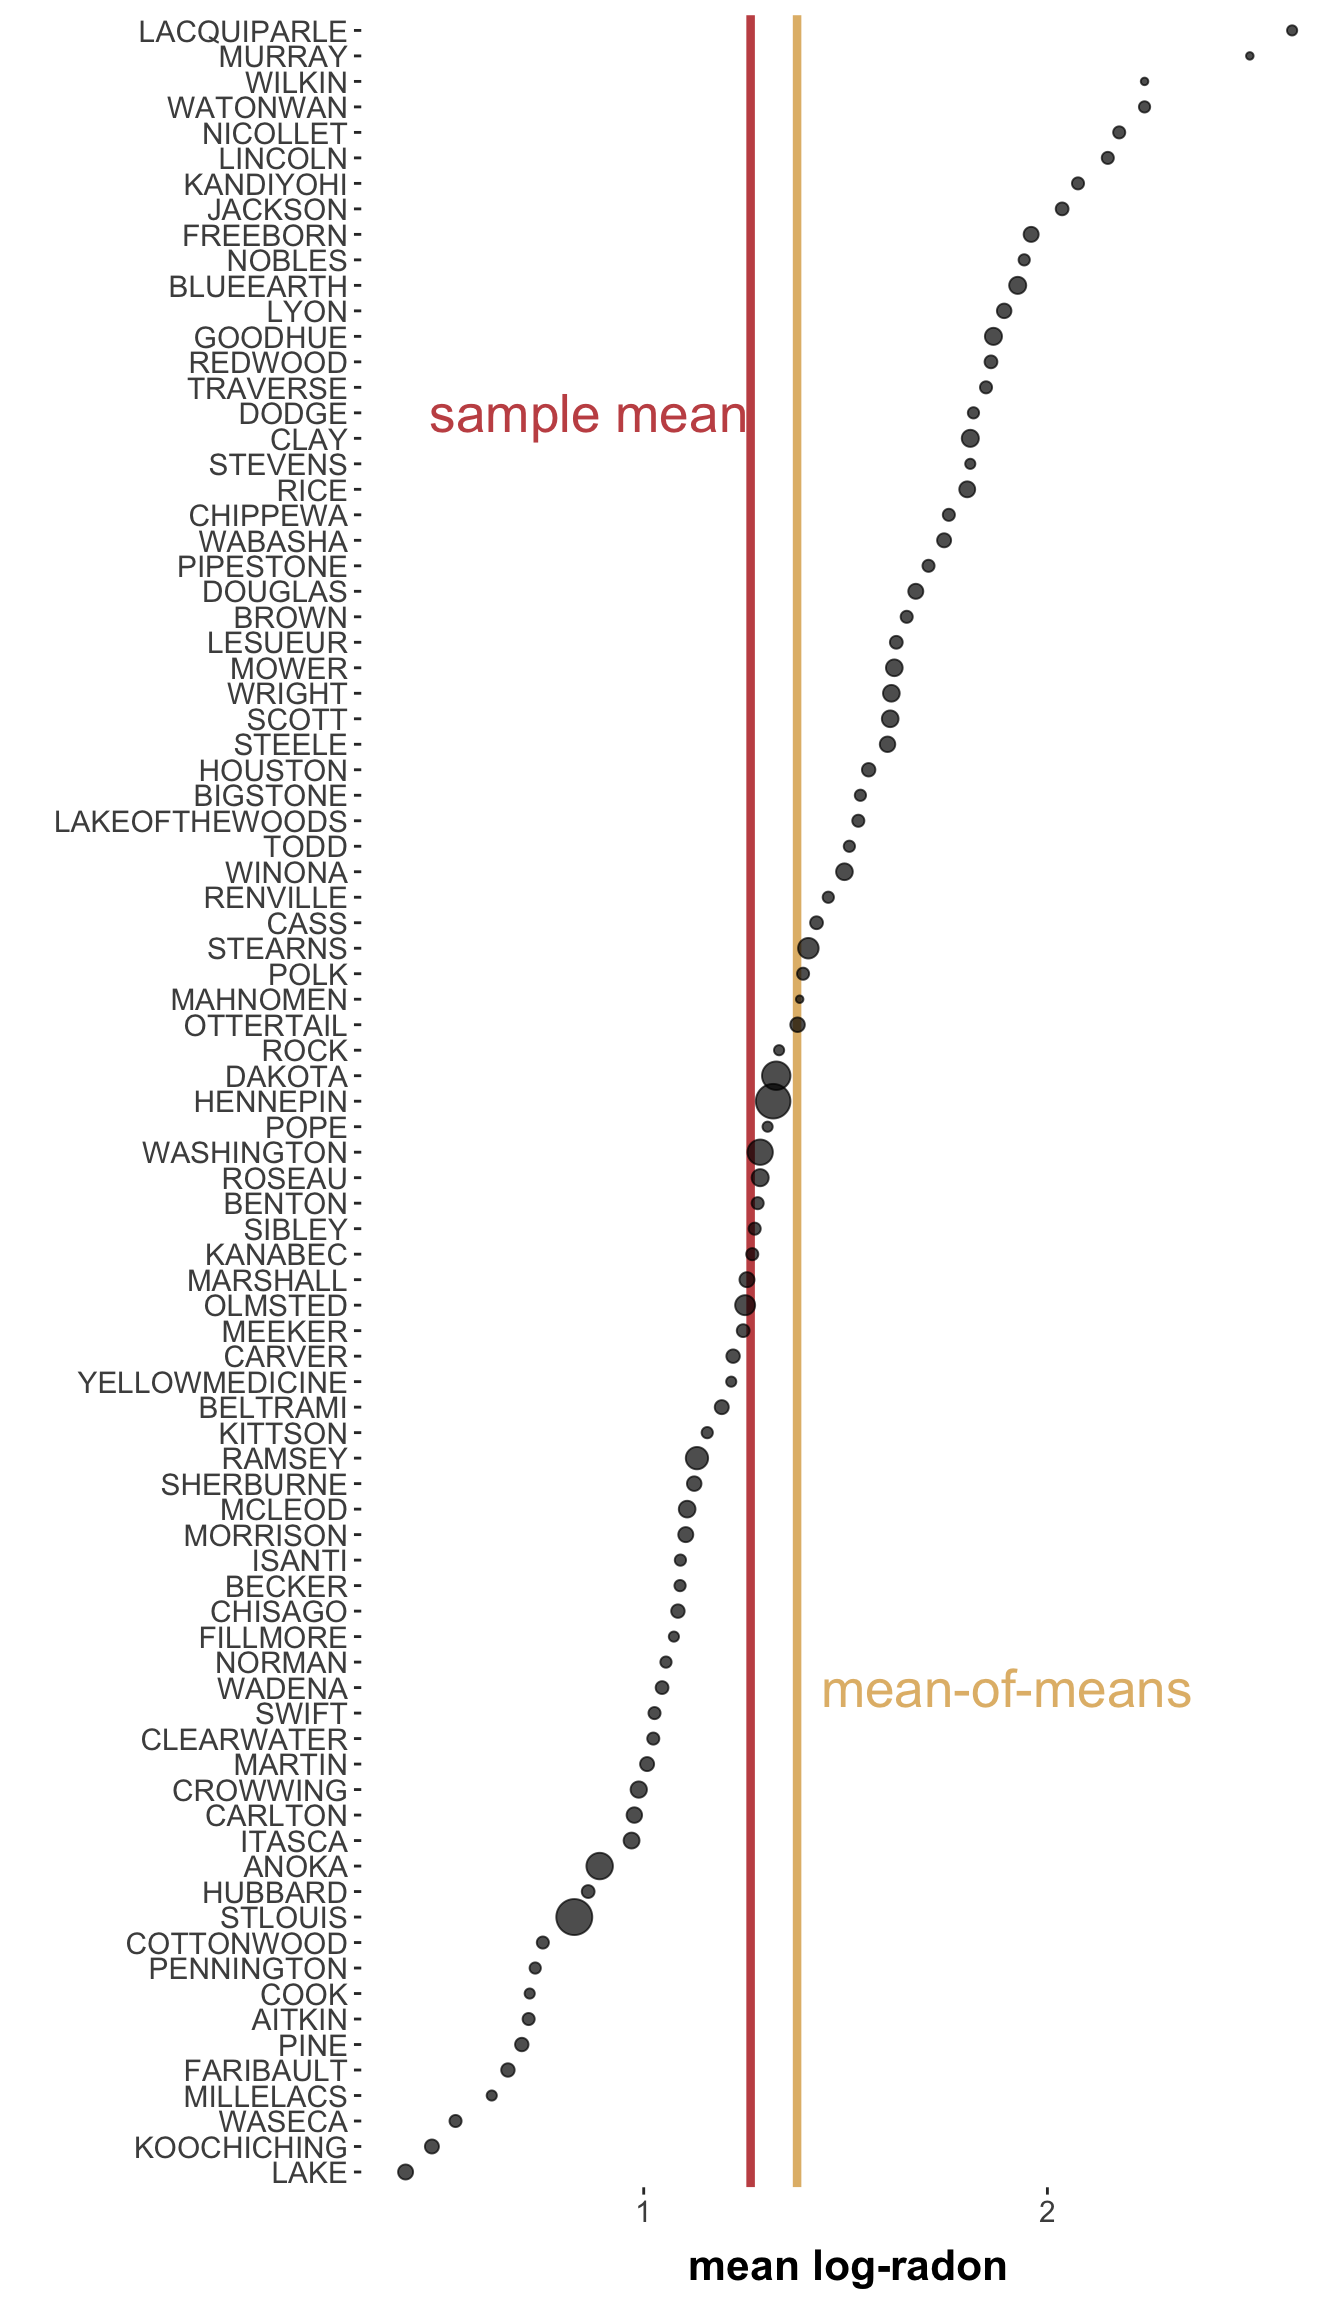 LACQUIPARLE
MURRAY
WILKIN
WATONWAN
NICOLLET
LINCOLN
KANDIYOHI
JACKSON
FREEBORN
NOBLES
BLUEEARTH
LYON
GOODHUE
REDWOOD
TRAVERSE
DODGE
sample mean
CLAY
STEVENS
RICE
CHIPPEWA
WABASHA
PIPESTONE
DOUGLAS
BROWN
LESUEUR
MOWER
WRIGHT
SCOTT
STEELE
HOUSTON
BIGSTONE
LAKEOFTHEWOODS
TODD
WINONA
RENVILLE
CASS
STEARNS
POLK
MAHNOMEN
OTTERTAIL
ROCK
DAKOTA
HENNEPIN
POPE
WASHINGTON
ROSEAU
BENTON
SIBLEY
KANABEC
MARSHALL
OLMSTED
MEEKER
CARVER
YELLOWMEDICINE
BELTRAMI
KITTSON
RAMSEY
SHERBURNE
MCLEOD
MORRISON
ISANTI
BECKER
CHISAGO
FILLMORE
NORMAN
WADENA
mean-of-means
SWIFT
CLEARWATER
MARTIN
CROWWING
CARLTON
ITASCA
ANOKA
HUBBARD
STLOUIS
COTTONWOOD
PENNINGTON
COOK
AITKIN
PINE
FARIBAULT
MILLELACS
WASECA
KOOCHICHING
LAKE
1 2
mean log-radon